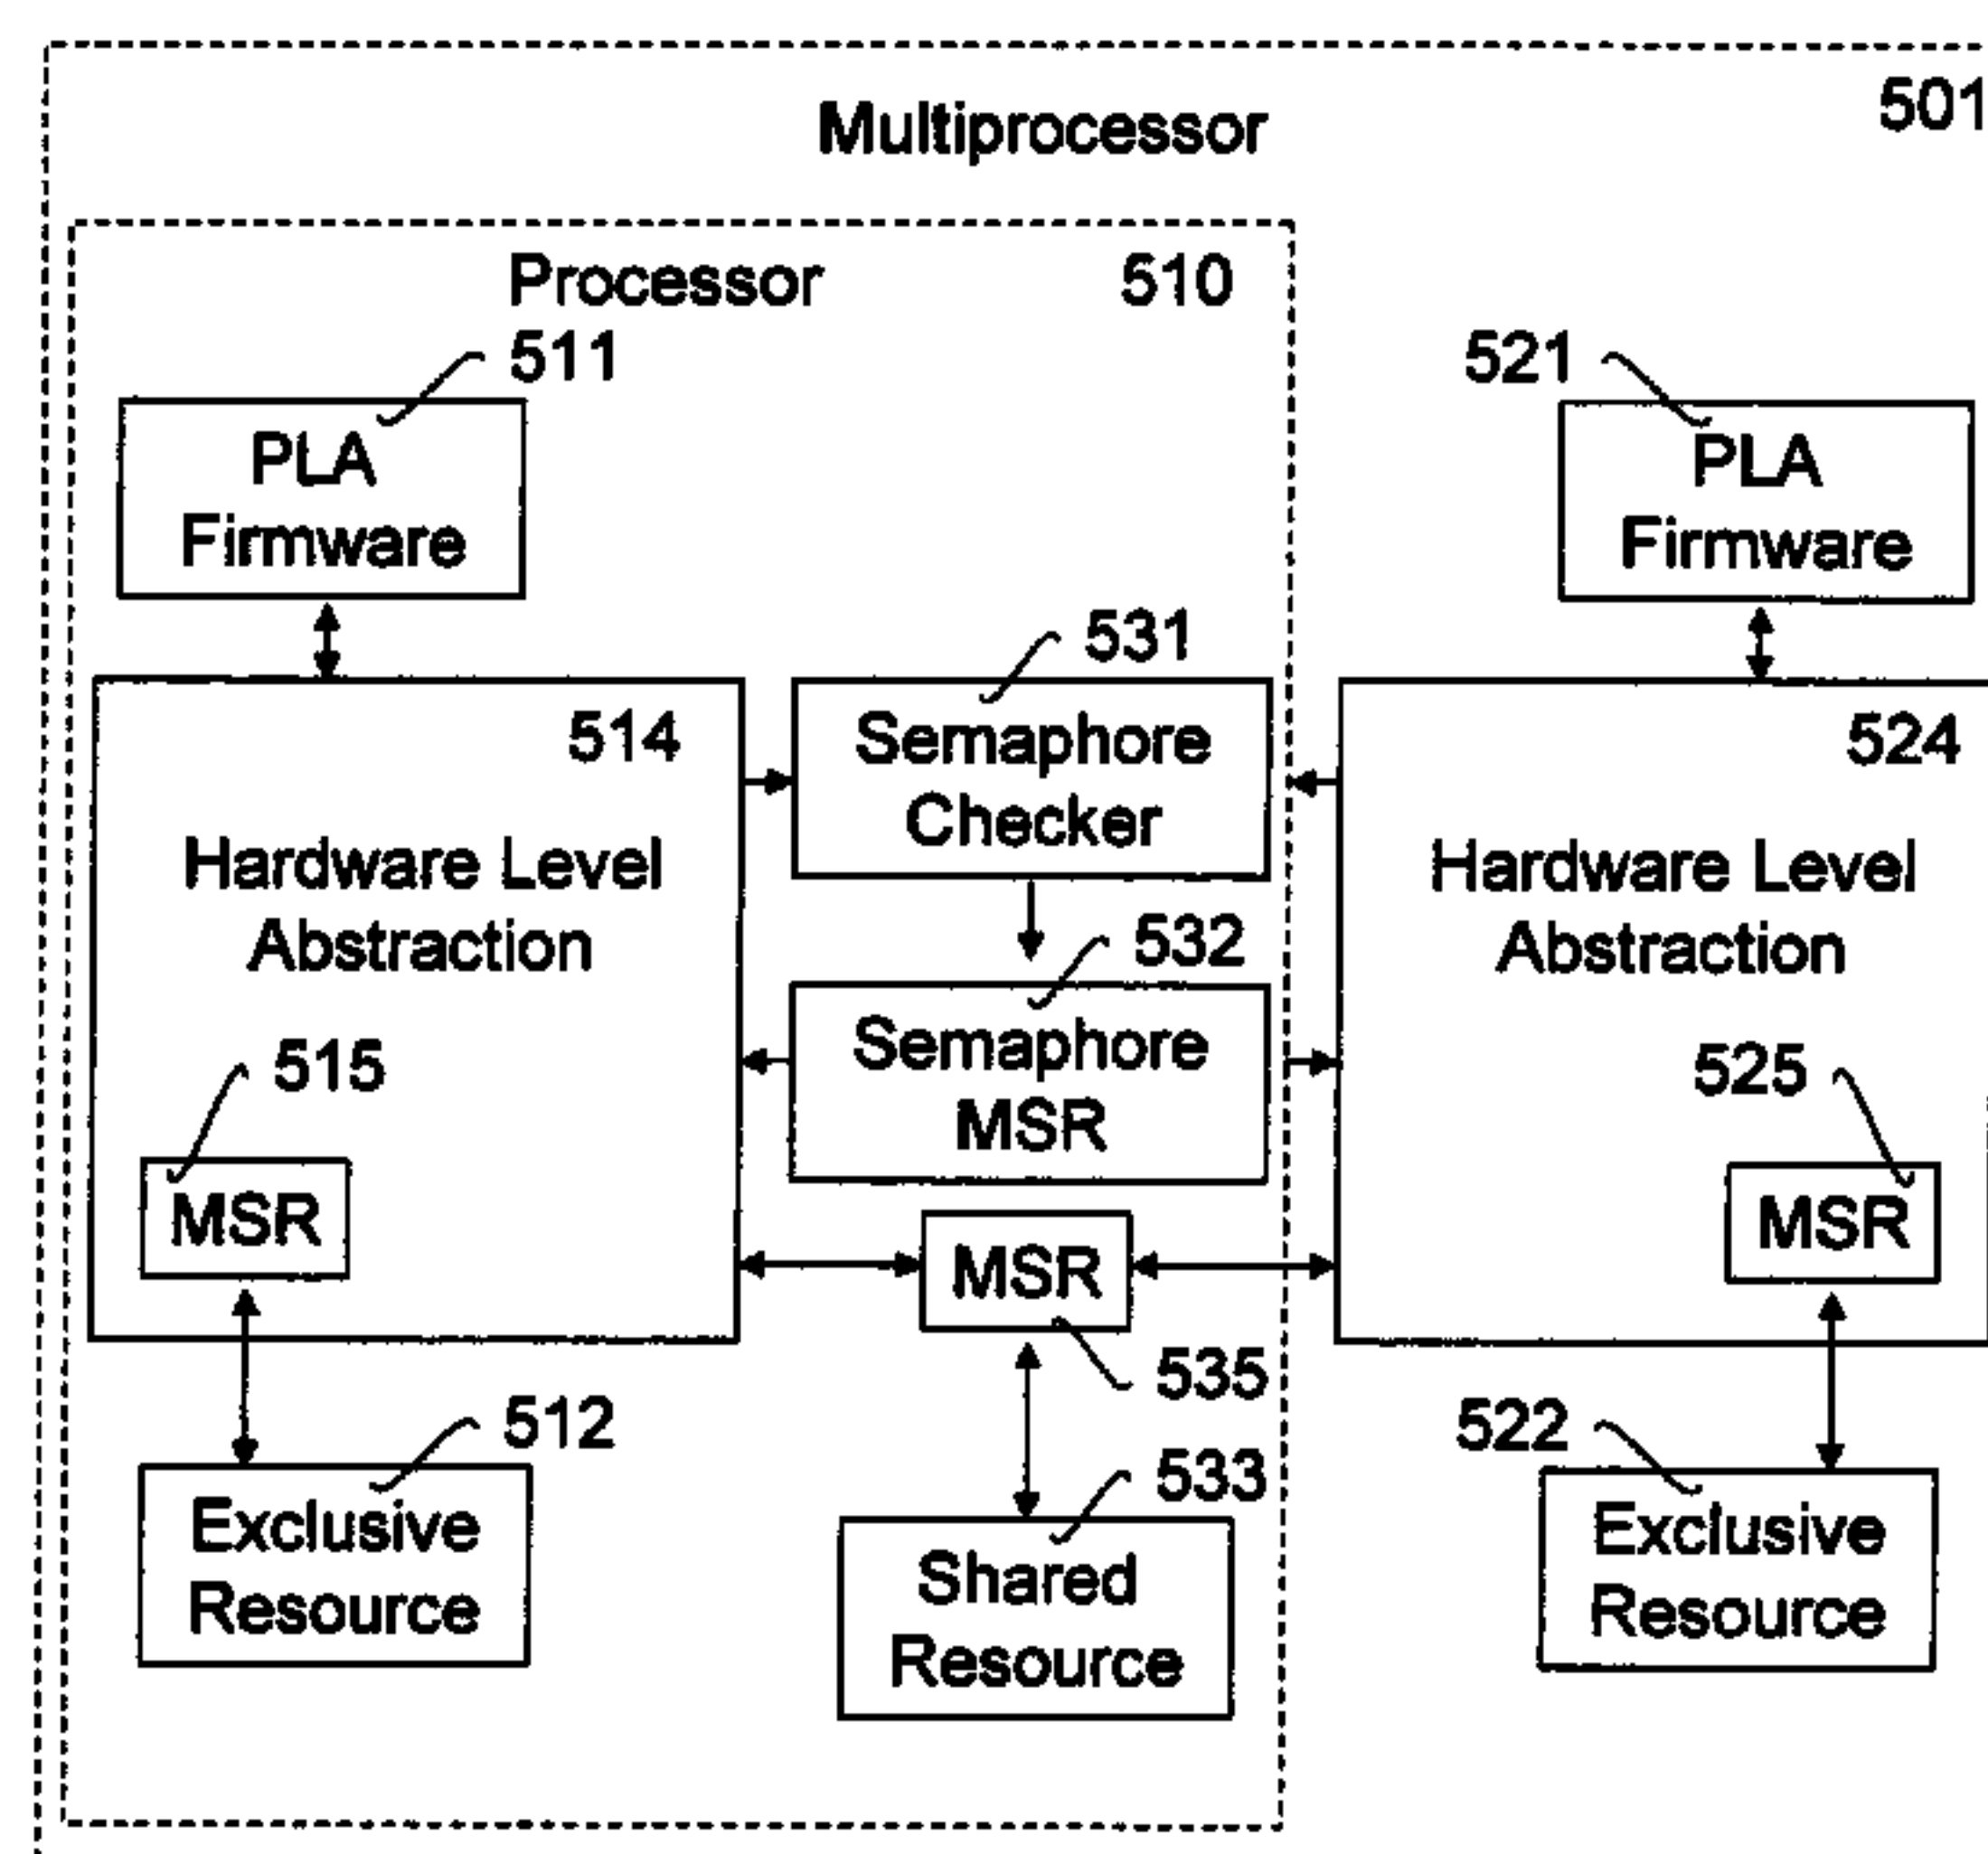 501
Multiprocessor
Processor
510
511
521
PLA
Firmware
PLA
Firmware
531
514
Semaphore
Checker
524
Hardware Level
Abstraction
Hardware Level
Abstraction
532
Semaphore
MSR
515
525
MSR
MSR
MSR
535
512
522
533
Exclusive
Resource
Shared
Resource
Exclusive
Resource